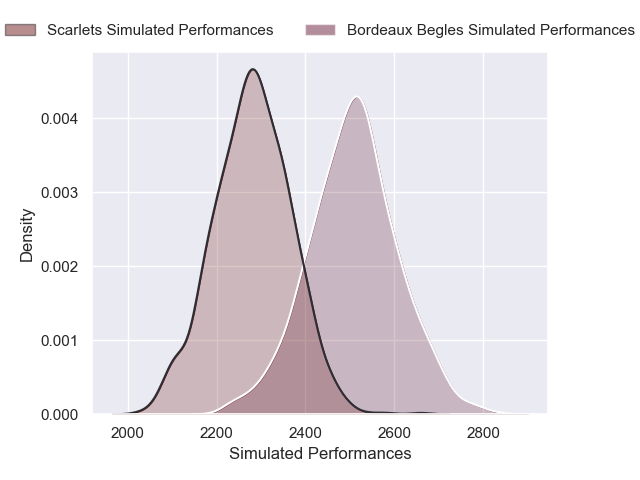 Scarlets Simulated Performances
Bordeaux Begles Simulated Performances
Density
0.004
0.003
0.002
0.001
0.000
2000
2200
2400
2600
2800
Simulated Performances